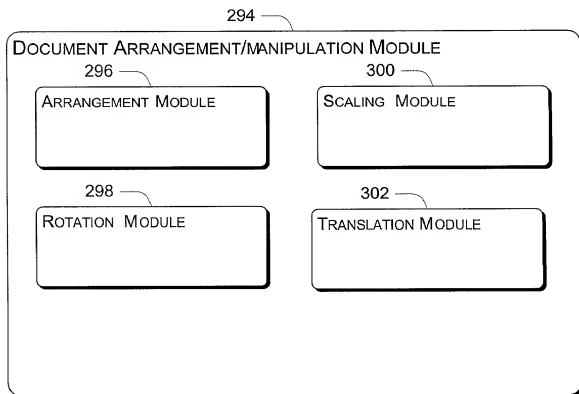 294
DOCUMENT ARRANGEMENT/MANIPULATION MODULE
296
300
ARRANGEMENT MODULE
SCALING MODULE
298
302
ROTATION MODULE
TRANSLATION MODULE